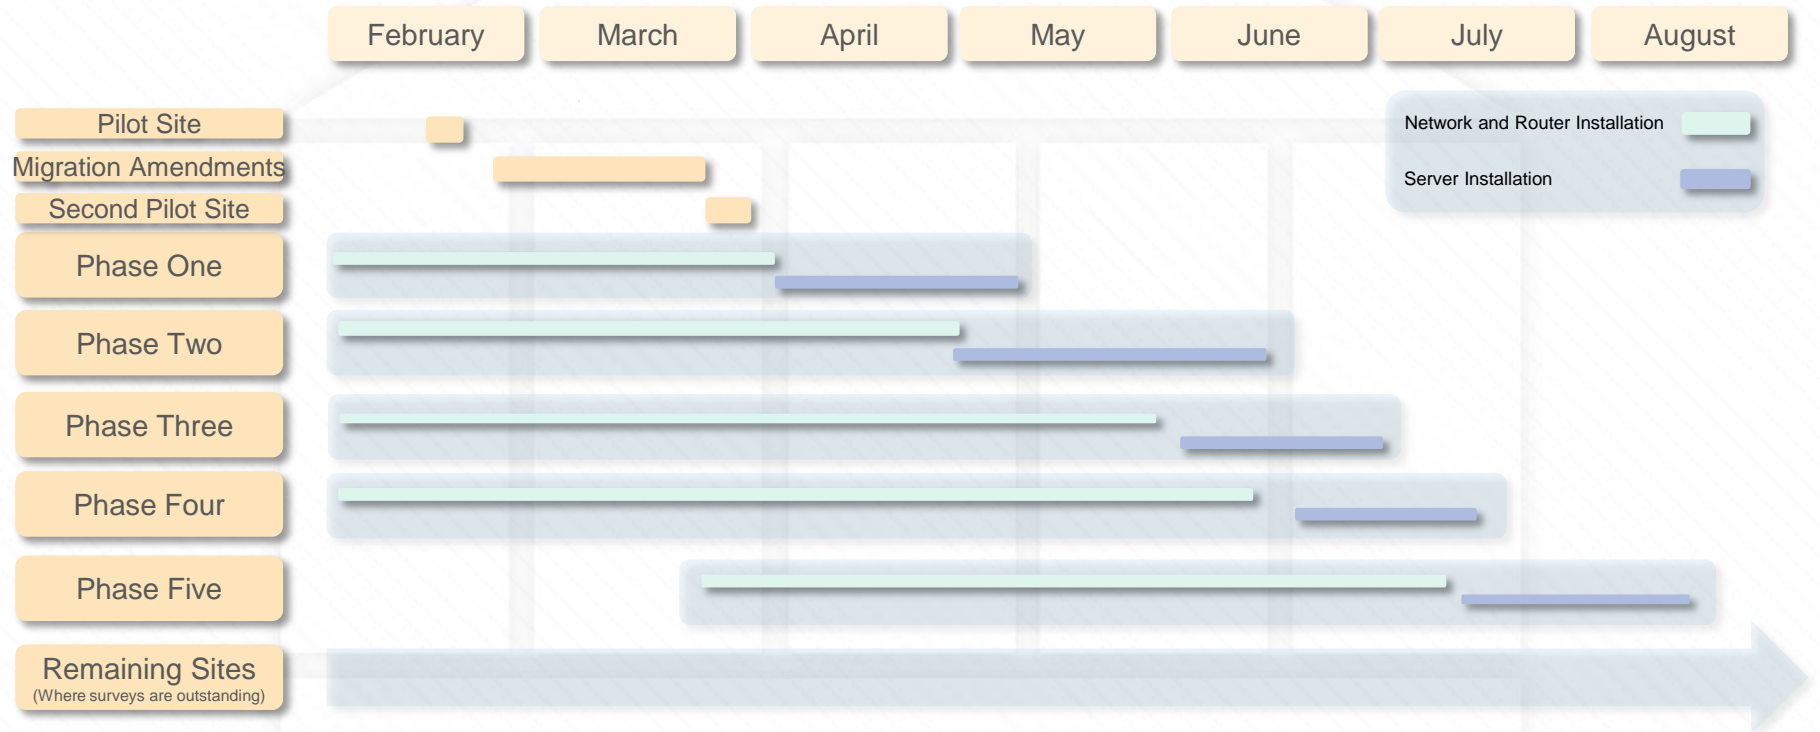 February
March
April
May
June
July
August
Pilot Site
Network and Router Installation
Migration Amendments
Server Installation
Second Pilot Site
Phase One
Phase Two
Phase Three
Phase Four
Phase Five
Remaining Sites
(Where surveys are outstanding)